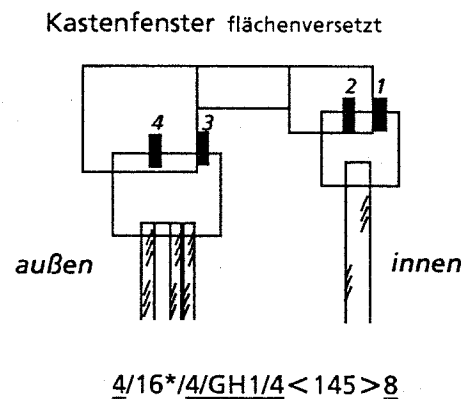 Kastenfenster flächenversetzt
2 1
4 3
außen innen
4/16*/4/GH1/4<145>8